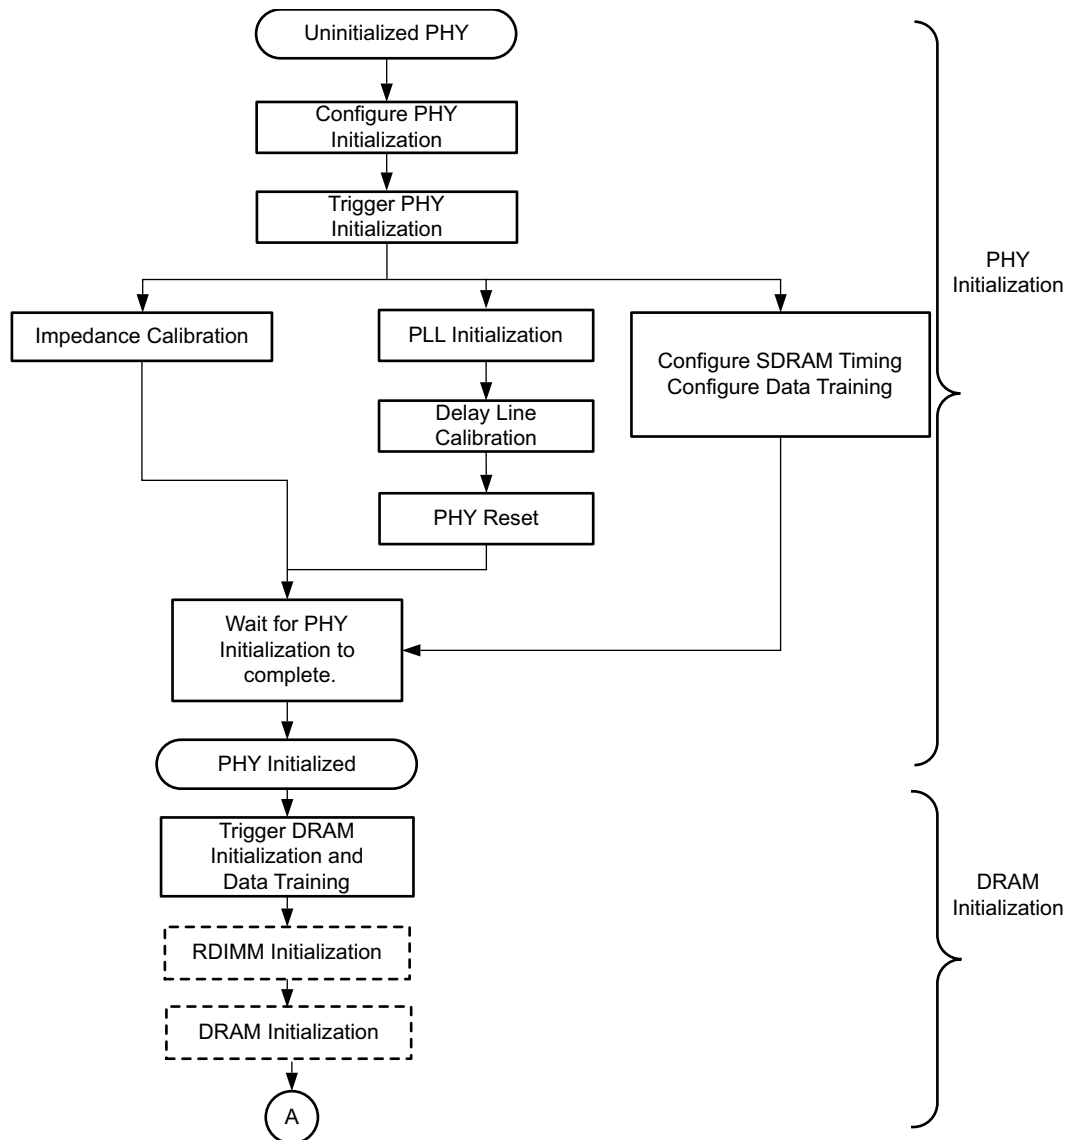 Uninitialized PHY
Configure PHY
Initialization
Trigger PHY
Initialization
PHY
Initialization
Impedance Calibration
PLL Initialization
Configure SDRAM Timing
Configure Data Training
Delay Line
Calibration
PHY Reset
Wait for PHY
Initialization to
complete.
PHY Initialized
Trigger DRAM
Initialization and
Data Training
DRAM
Initialization
RDIMM Initialization
DRAM Initialization
A